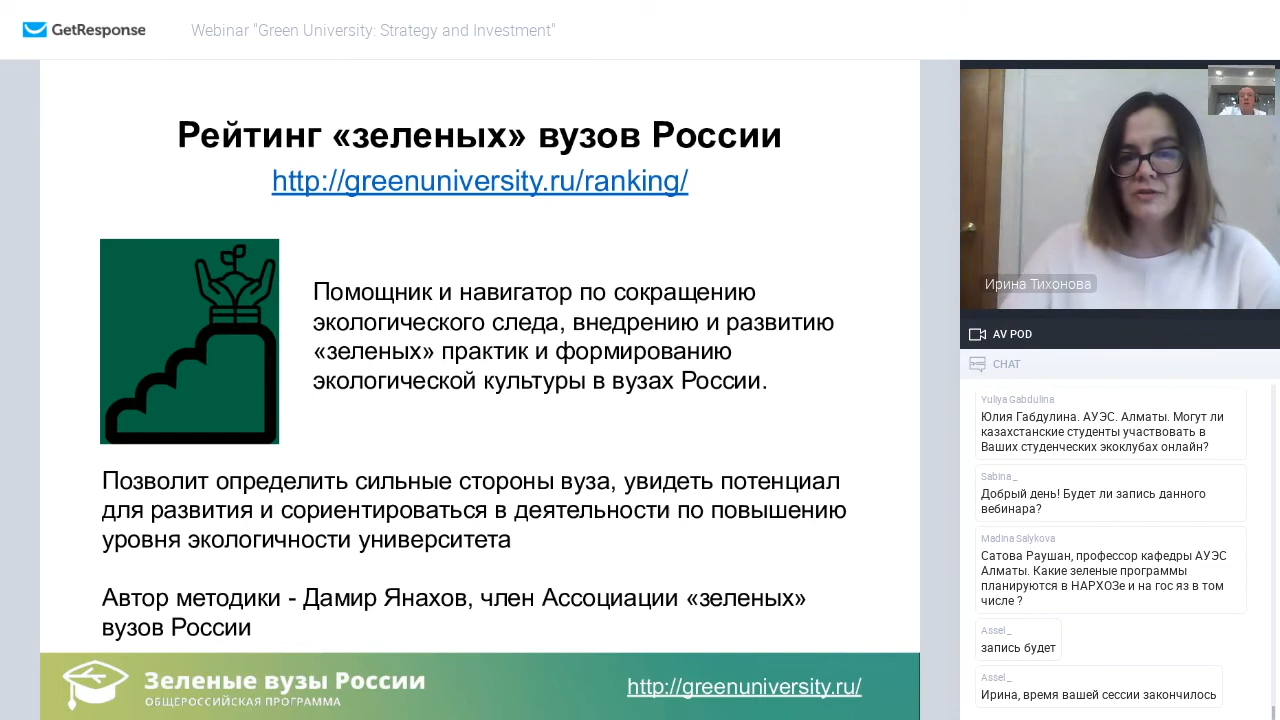 GetResponse
Webinar "Green University: Strategy and Investment"
Рейтинг «зеленых» вузов России
http://greenuniversity.ru/ranking/
Помощник и навигатор по сокращению
экологического следа, внедрению и развитию
«зеленых» практик и формированию
экологической культуры в вузах России.
Позволит определить сильные стороны вуза, увидеть потенциал
для развития и сориентироваться в деятельности по повышению
уровня экологичности университета
Автор методики - Дамир Янахов, член Ассоциации «зеленых»
вузов России
Зеленые вузы России
ОБЩЕРОССИЙСКАЯ ПРОГРАММА
http://greenuniversity.ru/
Ирина Тихонова
AV POD
CHAT
Yuliya Gabdulina
Юлия Габдулина. АУЭС. Алматы. Могут ли
казахстанские студенты участвовать в
Ваших студенческих экоклубах онлайн?
Sabina_
Добрый день! Будет ли запись данного
вебинара?
Madina Salykova
Сатова Раушан, профессор кафедры АУЭС
Алматы. Какие зеленые программы
планируются в НАРХОЗе и на гос яз в том
числе ?
Assel_
запись будет
Assel_
Ирина, время вашей сессии закончилось